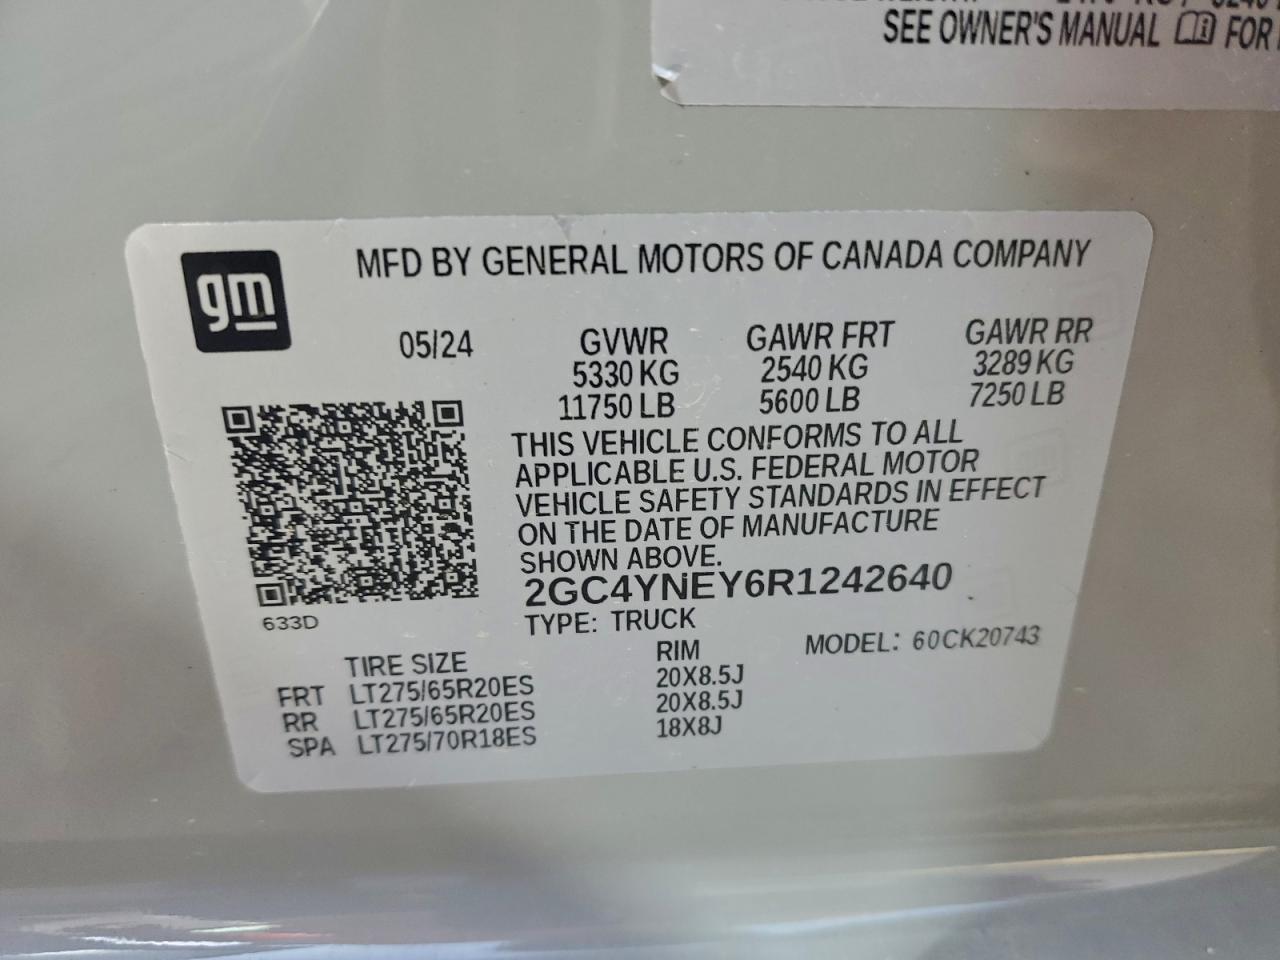 SEE OWNER'S MANUAL FOR
gm
MFD BY GENERAL MOTORS OF CANADA COMPANY
05/24 GVWR GAWR FRT GAWR RR
5330 KG 2540 KG 3289 KG
11750 LB 5600 LB 7250 LB
THIS VEHICLE CONFORMS TO ALL
APPLICABLE U.S. FEDERAL MOTOR
VEHICLE SAFETY STANDARDS IN EFFECT
ON THE DATE OF MANUFACTURE
SHOWN ABOVE.
2GC4YNEY6R1242640
633D
TYPE: TRUCK
MODEL: 60CK20743
TIRE SIZE RIM
FRT LT275/65R20ES 20X8.5J
RR LT275/65R20ES 20X8.5J
SPA LT275/70R18ES 18X8J